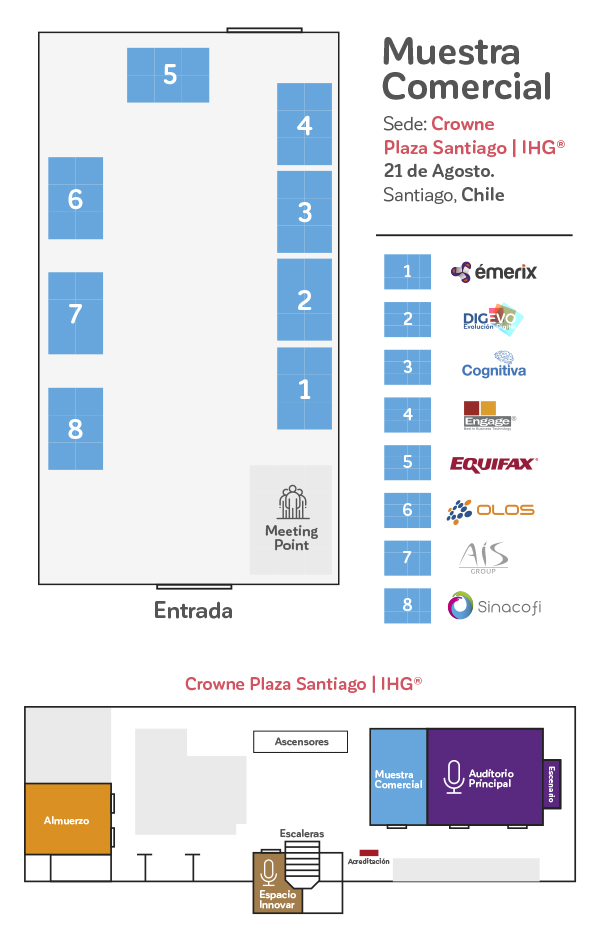 Muestra
Comercial
Sede: Crowne
Plaza Santiago | IHG®
21 de Agosto.
Santiago, Chile
5
4
6
3
2
7
1
8
Meeting
Point
Entrada
1 émerix
2 DIGEVO
Evolución
3 Cognitiva
4 Engage®
5 EQUIFAX
6 OLOS
7 AIS
GROUP
8 Sinacofi
Crowne Plaza Santiago | IHG®
Ascensores
Muestra
Comercial
Audítorio
Príncipal
Escenario
Almuerzo
Escaleras
Acreditación
Espacio
Innovar